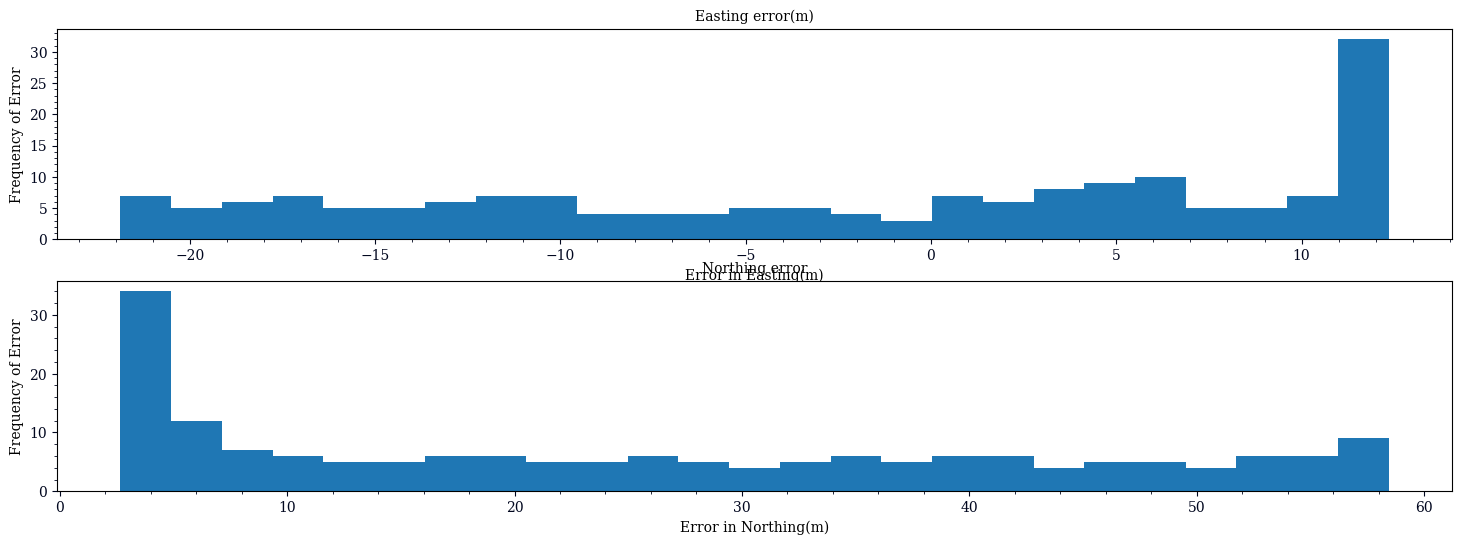 Easting error(m)
Frequency of Error
30
25
20
15
10
5
0
−20 −15 −10 −5 0 5 10
Northing error
Error in Easting(m)
Frequency of Error
30
20
10
0
0 10 20 30 40 50 60
Error in Northing(m)